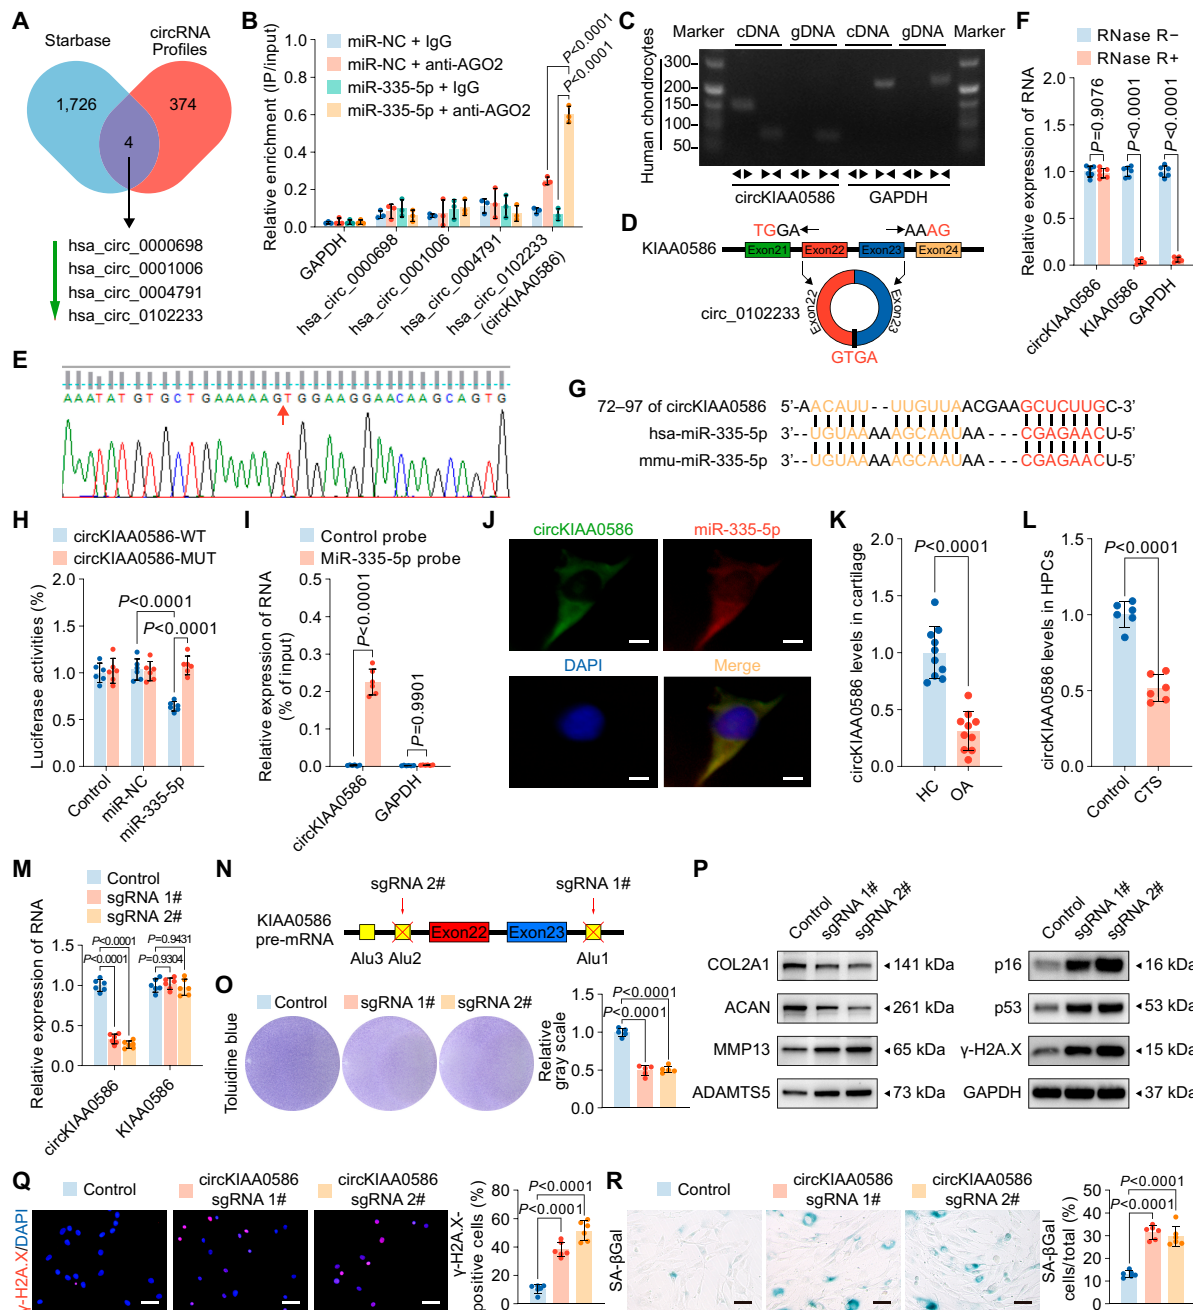 A
Starbase
circRNA
Profiles
1,726
4
374
hsa_circ_0000698
hsa_circ_0001006
hsa_circ_0004791
hsa_circ_0102233
B
Relative enrichment (IP/input)
1.0
0.8
0.6
0.4
0.2
0.0
miR-NC + IgG
miR-NC + anti-AGO2
miR-335-5p + IgG
miR-335-5p + anti-AGO2
P<0.0001
P<0.0001
GAPDH
hsa_circ_0000698
hsa_circ_0001006
hsa_circ_0004791
hsa_circ_0102233
(circKIAA0586)
C
Human chondrocytes
cDNA gDNA cDNA gDNA
Marker Marker
300
200
150
100
50
circKIAA0586 GAPDH
D
TGGA AAAG
KIAA0586
Exon21 Exon22 Exon23 Exon24
circ_0102233
Exon22
Exon23
GTGA
E
AAATATGTGCTGAAAAAGTGGAAGGAACAAGCAGTG
F
RNase R−
RNase R+
Relative expression of RNA
2.0
1.5
1.0
0.5
0.0
P=0.9076
P<0.0001
P<0.0001
circKIAA0586
KIAA0586
GAPDH
G
72–97 of circKIAA0586 5'-AACAUU--UUGUUAACGAAGCUCUUGC-3'
hsa-miR-335-5p 3'--UGUAAAAAGCAAUAA---CGAGAACU-5'
mmu-miR-335-5p 3'--UGUAAAAAGCAAUAA---CGAGAACU-5'
H
circKIAA0586-WT
circKIAA0586-MUT
Luciferase activities (%)
2.0
1.5
1.0
0.5
0.0
P<0.0001
P<0.0001
Control
miR-NC
miR-335-5p
I
Control probe
MiR-335-5p probe
Relative expression of RNA
(% of input)
0.5
0.4
0.3
0.2
0.1
0.0
P<0.0001
P=0.9901
circKIAA0586
GAPDH
J
circKIAA0586 miR-335-5p
DAPI Merge
K
circKIAA0586 levels in cartilage
2.0
1.5
1.0
0.5
0.0
P<0.0001
HC
OA
L
circKIAA0586 levels in HPCs
1.5
1.0
0.5
0.0
P<0.0001
Control
CTS
M
Control
sgRNA 1#
sgRNA 2#
Relative expression of RNA
1.5
1.0
0.5
0.0
P<0.0001
P=0.9431
P<0.0001
P=0.9304
circKIAA0586
KIAA0586
N
sgRNA 2# sgRNA 1#
KIAA0586
pre-mRNA
Exon22 Exon23
Alu3 Alu2 Alu1
O
Control sgRNA 1# sgRNA 2#
Toluidine blue
Relative
gray scale
1.5
1.0
0.5
0.0
P<0.0001
P<0.0001
P
Control
sgRNA 1#
sgRNA 2#
COL2A1 141 kDa
ACAN 261 kDa
MMP13 65 kDa
ADAMTS5 73 kDa
Control
sgRNA 1#
sgRNA 2#
p16 16 kDa
p53 53 kDa
γ-H2A.X 15 kDa
GAPDH 37 kDa
Q
Control
circKIAA0586
sgRNA 1#
circKIAA0586
sgRNA 2#
γ-H2A.X/DAPI
γ-H2A.X-
positive cells (%)
80
60
40
20
0
P<0.0001
P<0.0001
R
Control
circKIAA0586
sgRNA 1#
circKIAA0586
sgRNA 2#
SA-βGal
SA-βGal
cells/total (%)
50
40
30
20
10
0
P<0.0001
P<0.0001